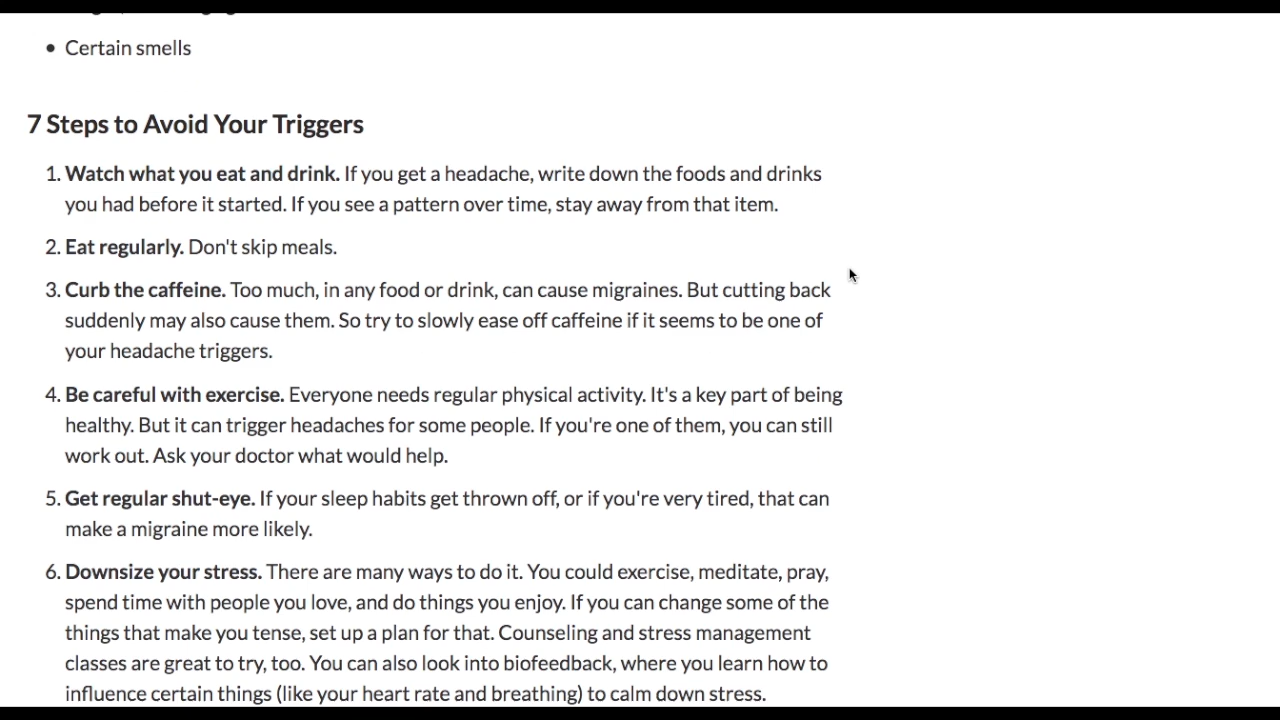 • Certain smells
7 Steps to Avoid Your Triggers
1. Watch what you eat and drink. If you get a headache, write down the foods and drinks
you had before it started. If you see a pattern over time, stay away from that item.
2. Eat regularly. Don't skip meals.
3. Curb the caffeine. Too much, in any food or drink, can cause migraines. But cutting back
suddenly may also cause them. So try to slowly ease off caffeine if it seems to be one of
your headache triggers.
4. Be careful with exercise. Everyone needs regular physical activity. It's a key part of being
healthy. But it can trigger headaches for some people. If you're one of them, you can still
work out. Ask your doctor what would help.
5. Get regular shut-eye. If your sleep habits get thrown off, or if you're very tired, that can
make a migraine more likely.
6. Downsize your stress. There are many ways to do it. You could exercise, meditate, pray,
spend time with people you love, and do things you enjoy. If you can change some of the
things that make you tense, set up a plan for that. Counseling and stress management
classes are great to try, too. You can also look into biofeedback, where you learn how to
influence certain things (like your heart rate and breathing) to calm down stress.